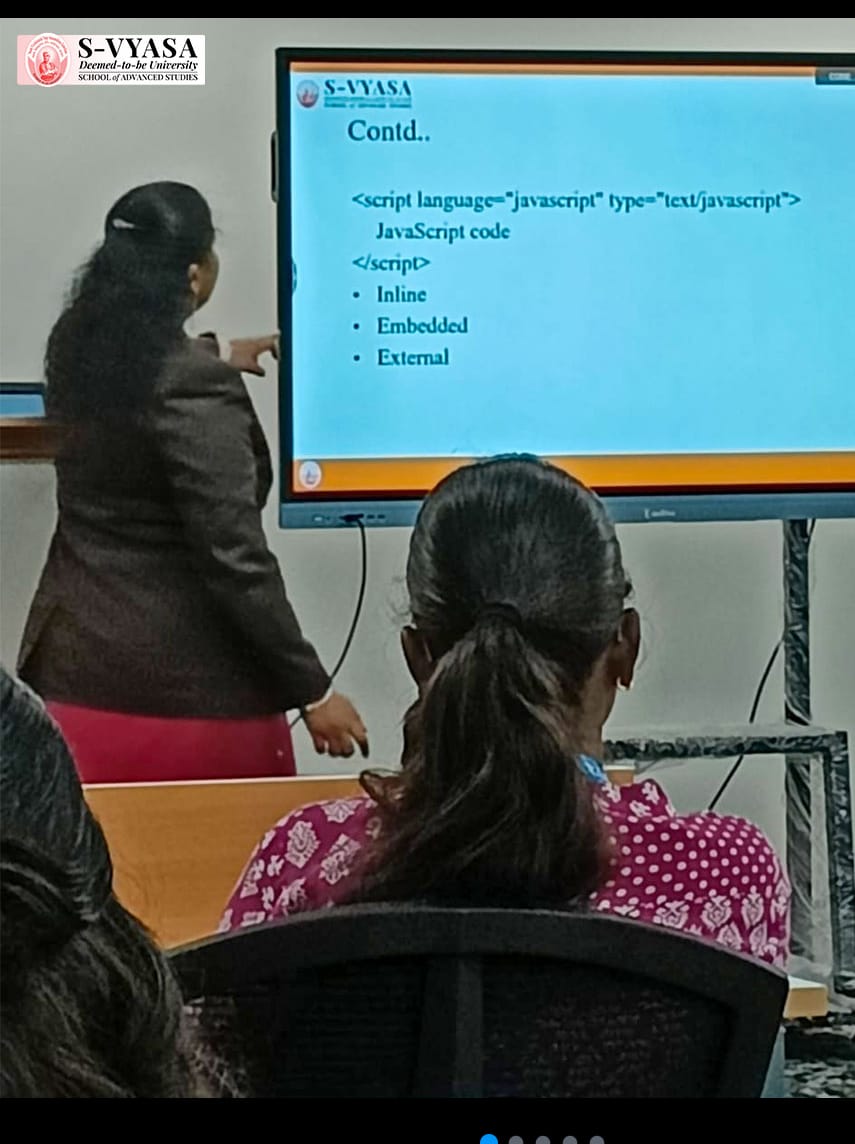 S-VYASA
Deemed-to-be University
SCHOOL of ADVANCED STUDIES
S-VYASA
Contd..
<script language="javascript" type="text/javascript">
JavaScript code
</script>
• Inline
• Embedded
• External